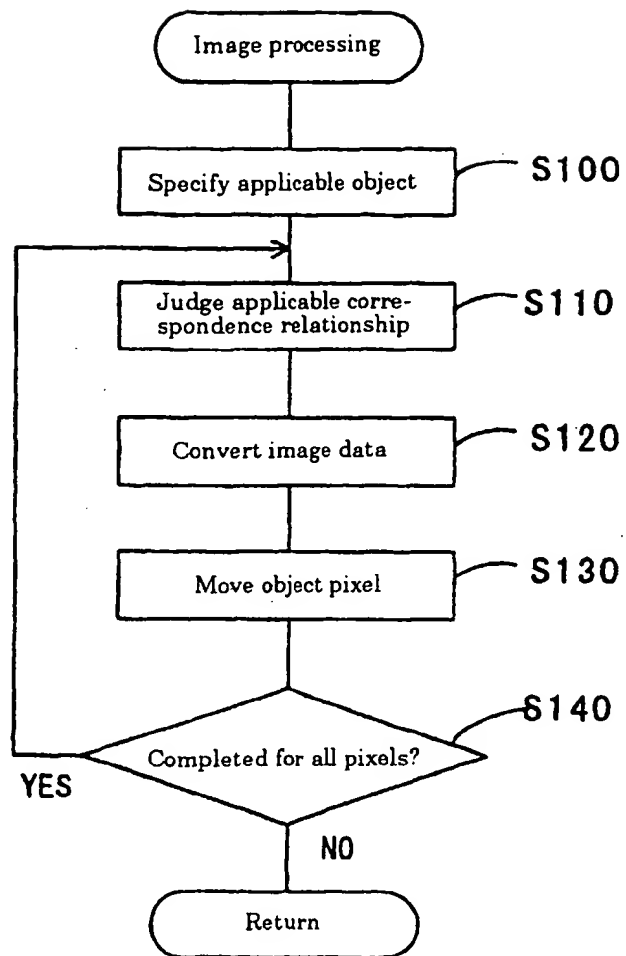 Image processing
Specify applicable object
S100
Judge applicable corre-
spondence relationship
S110
Convert image data
S120
Move object pixel
S130
S140
Completed for all pixels?
YES
NO
Return